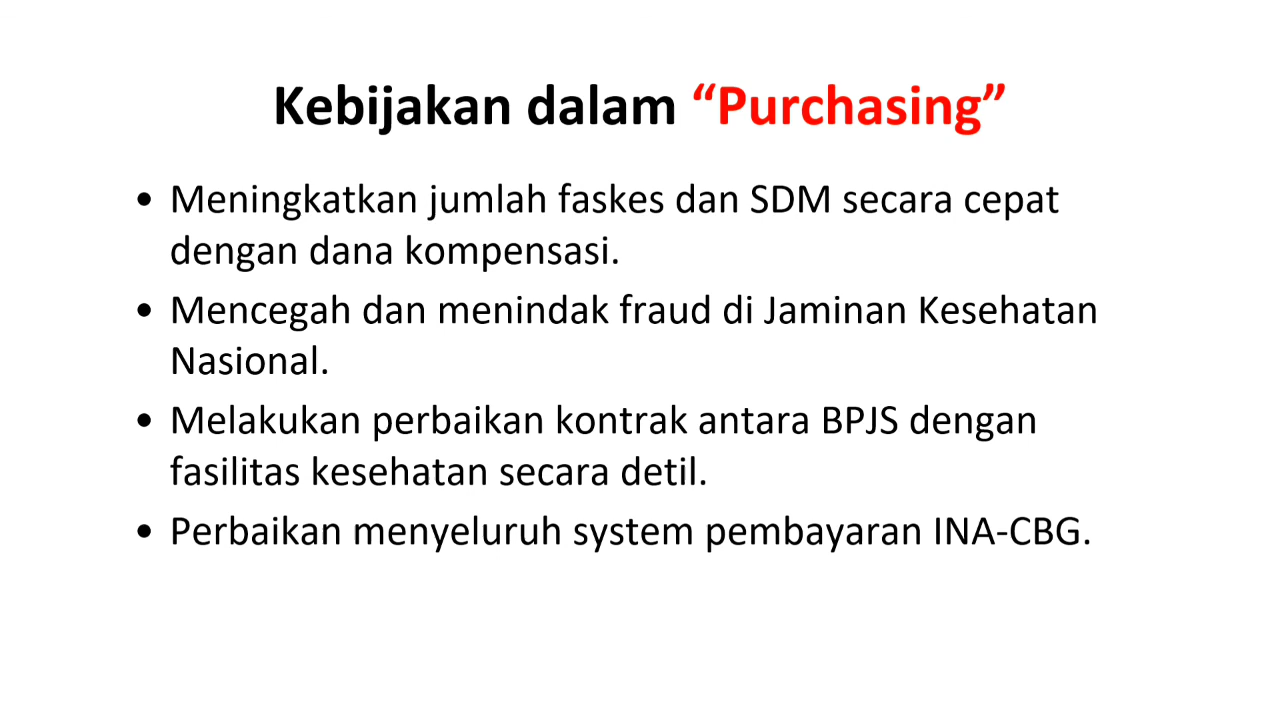 Kebijakan dalam “Purchasing”
• Meningkatkan jumlah faskes dan SDM secara cepat
dengan dana kompensasi.
• Mencegah dan menindak fraud di Jaminan Kesehatan
Nasional.
• Melakukan perbaikan kontrak antara BPJS dengan
fasilitas kesehatan secara detil.
• Perbaikan menyeluruh system pembayaran INA-CBG.